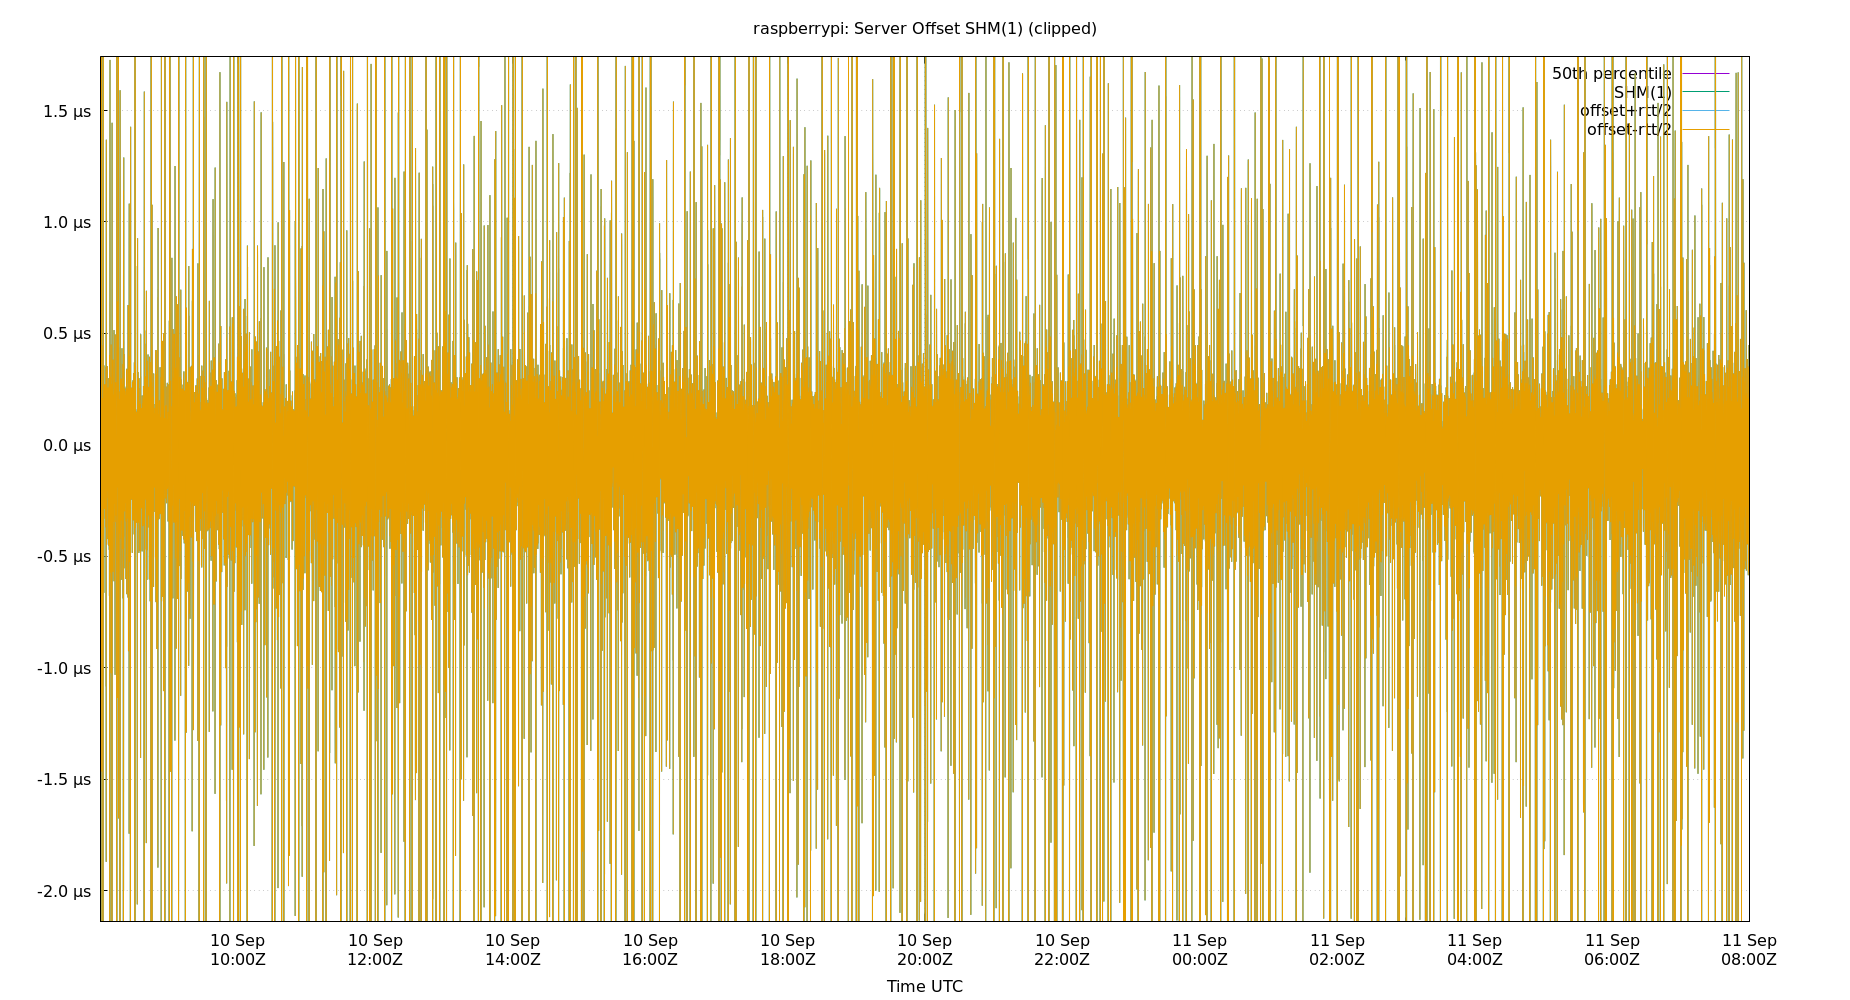 raspberrypi: Server Offset SHM(1) (clipped)
50th percentile
SHM(1)
offset+rtt/2
offset-rtt/2
1.5 μs
1.0 μs
0.5 μs
0.0 μs
-0.5 μs
-1.0 μs
-1.5 μs
-2.0 μs
10 Sep 10 Sep 10 Sep 10 Sep 10 Sep 10 Sep 10 Sep 11 Sep 11 Sep 11 Sep 11 Sep 11 Sep
10:00Z 12:00Z 14:00Z 16:00Z 18:00Z 20:00Z 22:00Z 00:00Z 02:00Z 04:00Z 06:00Z 08:00Z
Time UTC